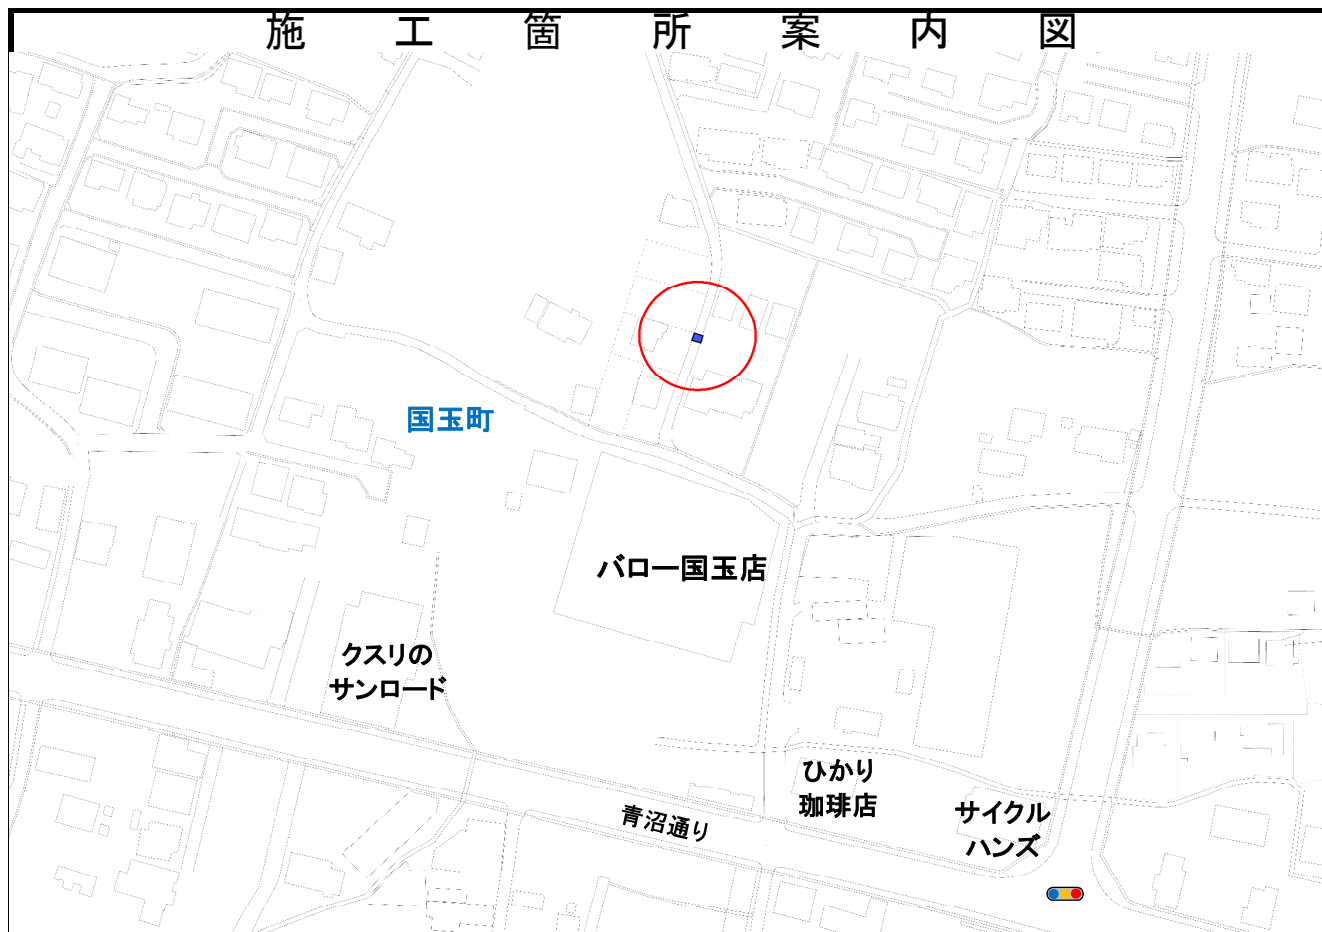 施工箇所案内図
国玉町
バロー国玉店
クスリの
サンロード
ひかり
珈琲店
青沼通り
サイクル
ハンズ